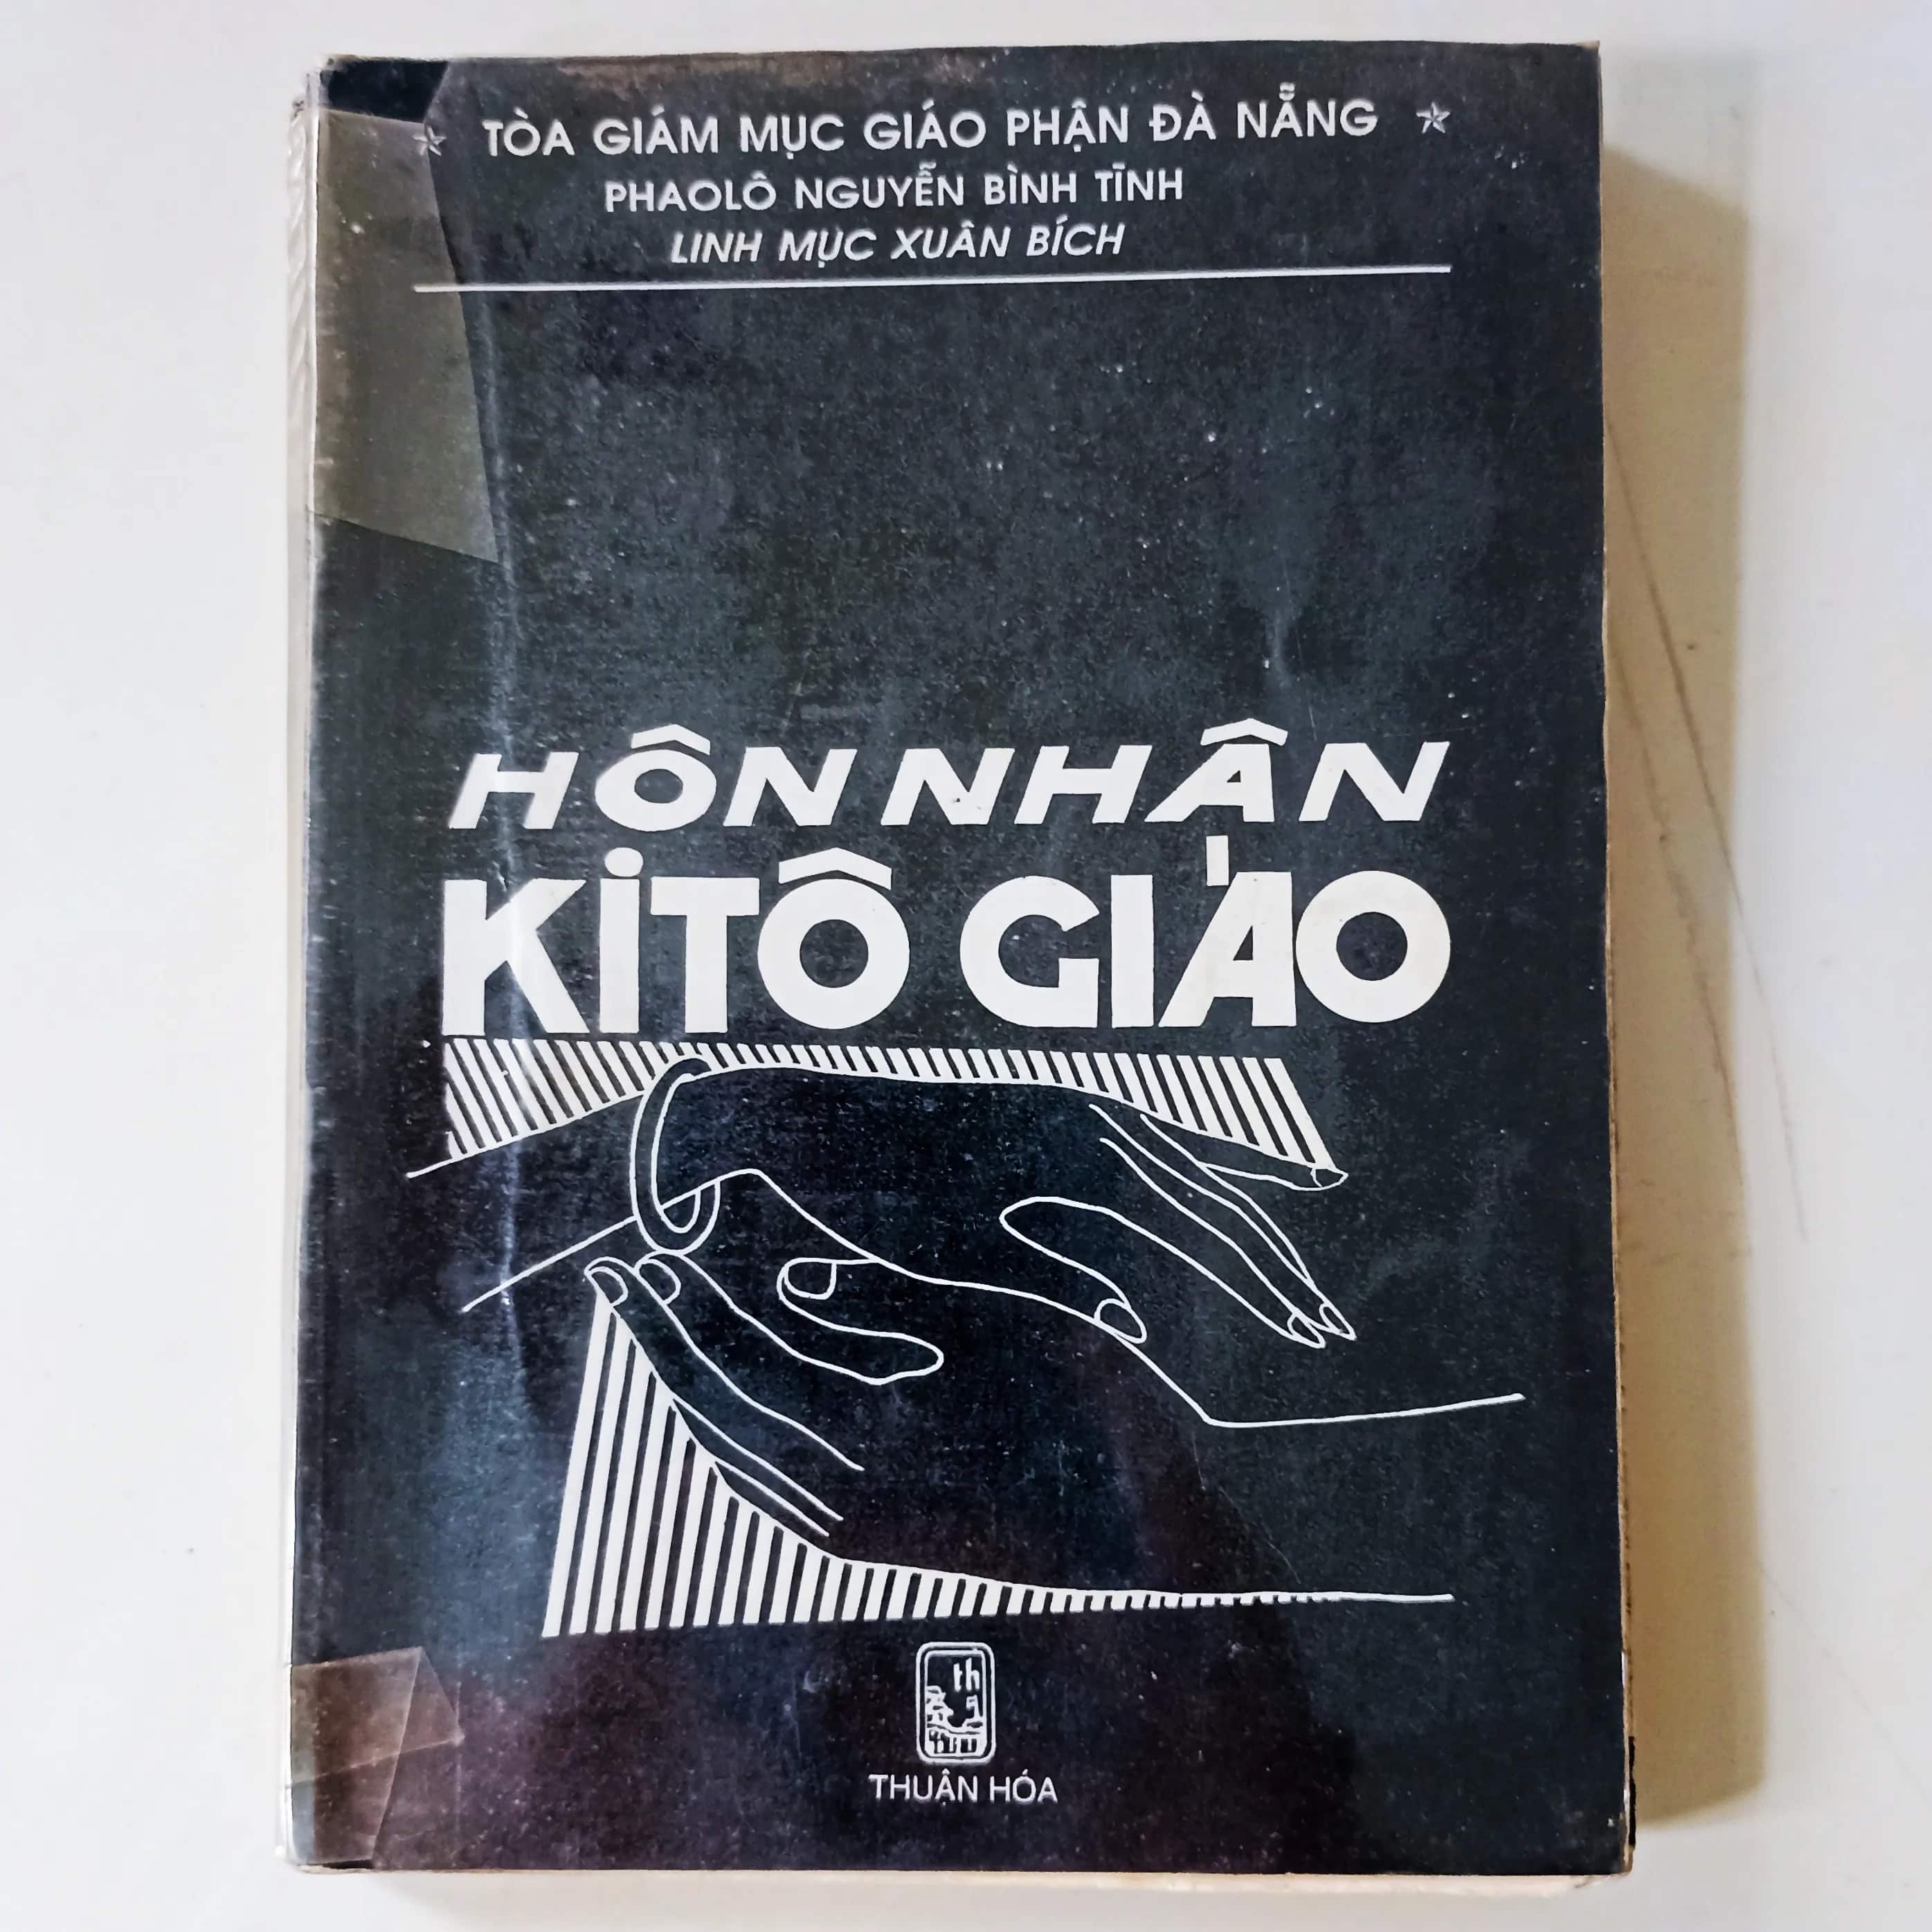 TÒA GIÁM MỤC GIÁO PHẬN ĐÀ NẴNG
PHAOLÔ NGUYỄN BÌNH TĨNH
LINH MỤC XUÂN BÍCH
HÔN NHÂN
KITÔ GIÁO
th
THUẬN HÓA